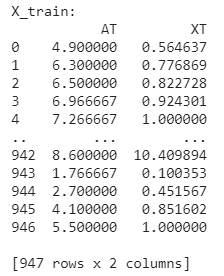 X_train:
AT XT
0 4.900000 0.564637
1 6.300000 0.776869
2 6.500000 0.822728
3 6.966667 0.924301
4 7.266667 1.000000
.. ... ...
942 8.600000 10.409894
943 1.766667 0.100353
944 2.700000 0.451567
945 4.100000 0.851602
946 5.500000 1.000000
[947 rows x 2 columns]